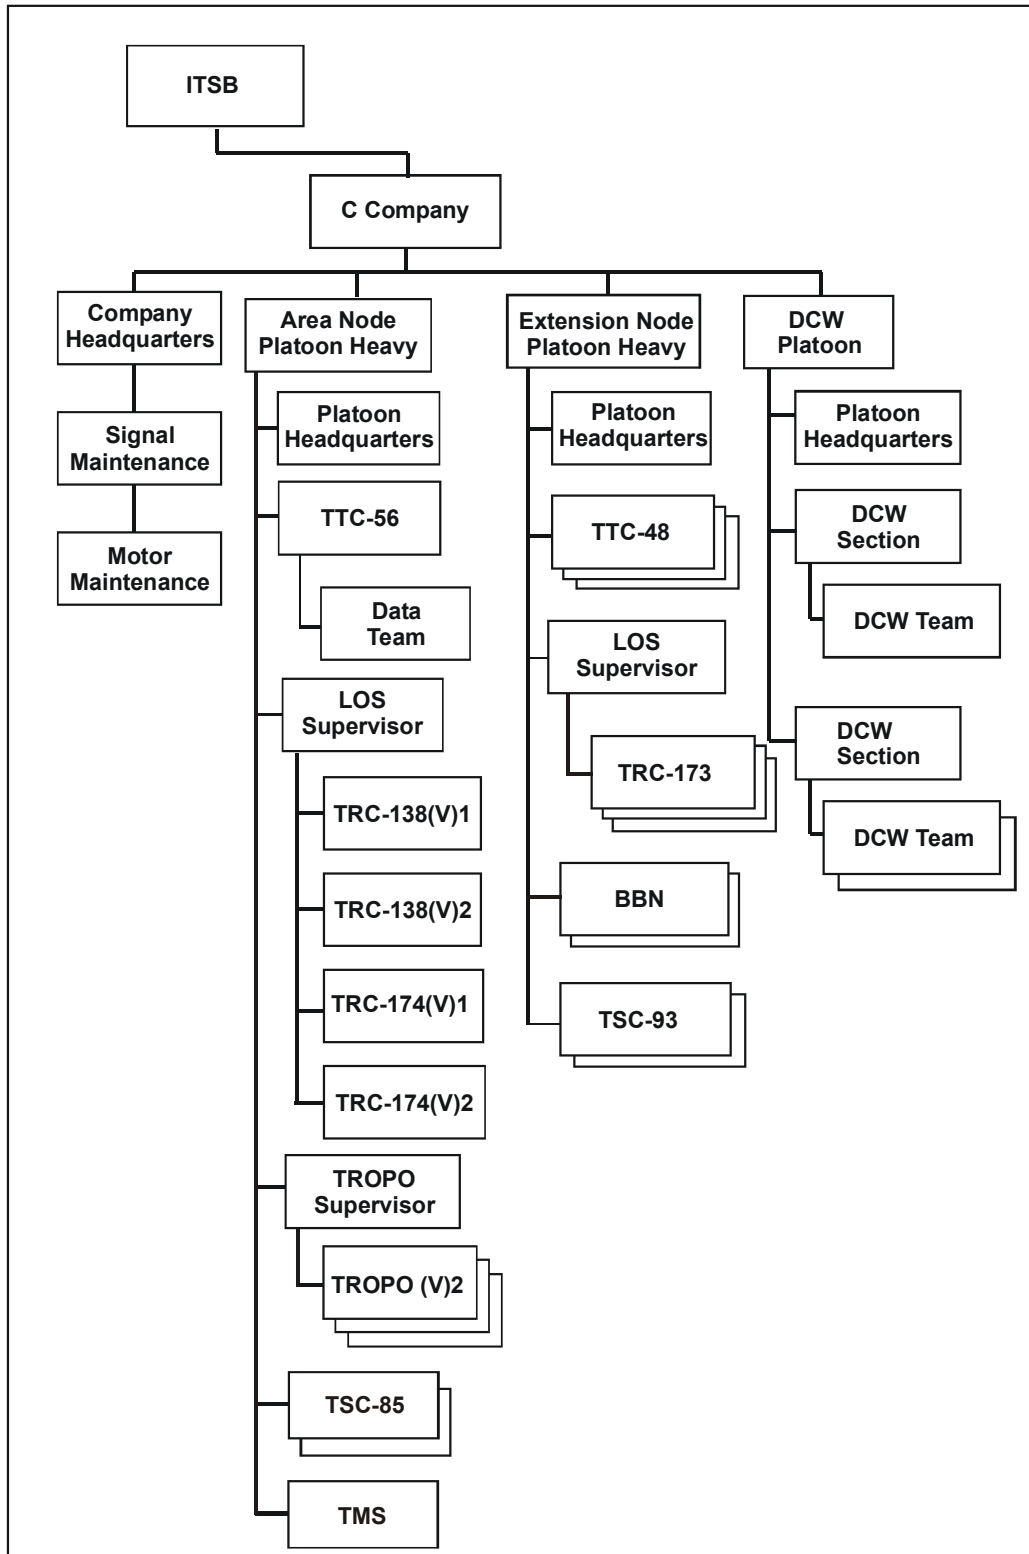 ITSB
C Company
Company
Headquarters
Signal
Maintenance
Motor
Maintenance
Area Node
Platoon Heavy
Platoon
Headquarters
TTC-56
Data
Team
LOS
Supervisor
TRC-138(V)1
TRC-138(V)2
TRC-174(V)1
TRC-174(V)2
TROPO
Supervisor
TROPO (V)2
TSC-85
TMS
Extension Node
Platoon Heavy
Platoon
Headquarters
TTC-48
LOS
Supervisor
TRC-173
BBN
TSC-93
DCW
Platoon
Platoon
Headquarters
DCW
Section
DCW Team
DCW
Section
DCW Team